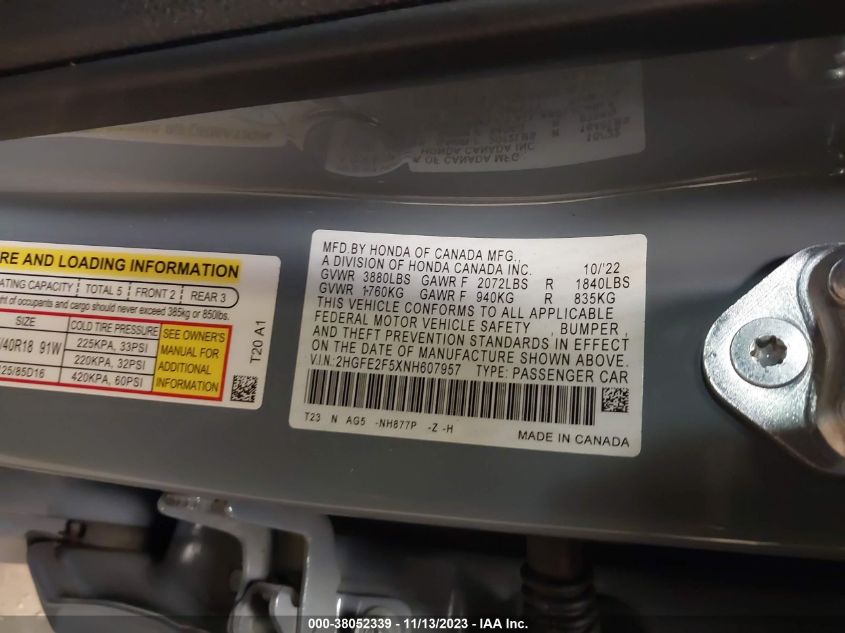 RE AND LOADING INFORMATION
ATING CAPACITY TOTAL 5 FRONT 2 REAR 3
ht of occupants and cargo should never exceed 385kg or 850lbs.
SIZE COLD TIRE PRESSURE
/40R18 91W 225KPA, 33PSI
220KPA, 32PSI
25/85D16 420KPA, 60PSI
SEE OWNER'S
MANUAL FOR
ADDITIONAL
INFORMATION
T20 A1
MFD.BY HONDA OF CANADA MFG.,
A DIVISION OF HONDA CANADA INC. 10/'22
GVWR 3880LBS GAWR F 2072LBS R 1840LBS
GVWR 1760KG GAWR F 940KG R 835KG
THIS VEHICLE CONFORMS TO ALL APPLICABLE
FEDERAL MOTOR VEHICLE SAFETY , BUMPER ,
AND THEFT PREVENTION STANDARDS IN EFFECT
ON THE DATE OF MANUFACTURE SHOWN ABOVE.
V.I.N: 2HGFE2F5XNH607957 TYPE: PASSENGER CAR
T23 N AG5 -NH877P -Z -H
MADE IN CANADA
000-38052339 - 11/13/2023 - IAA Inc.